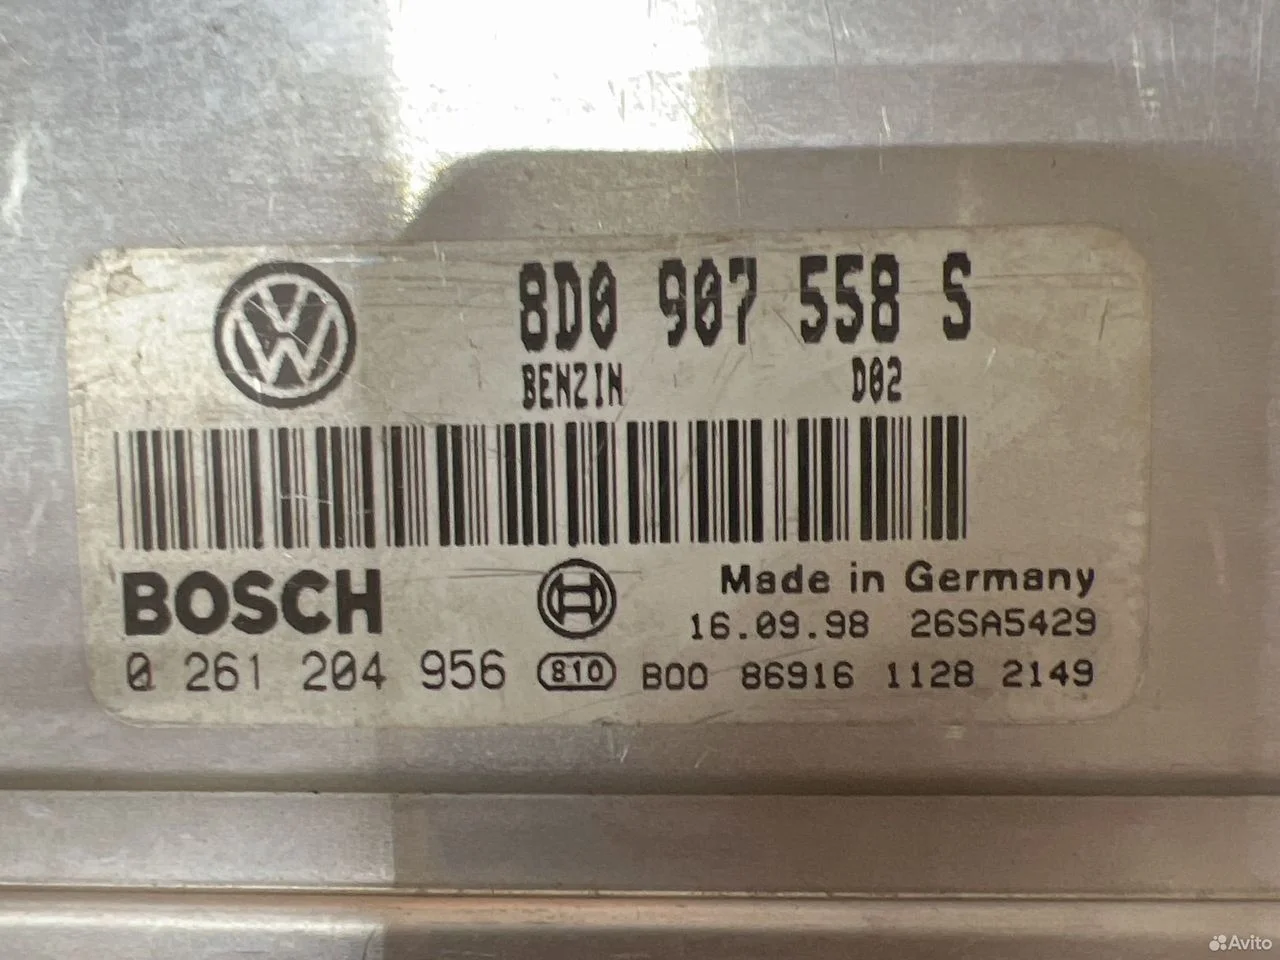 8D0 907 558 S
BENZIN D02
BOSCH
Made in Germany
16.09.98 26SA5429
0 261 204 956 810 B00 86916 1128 2149
Avito